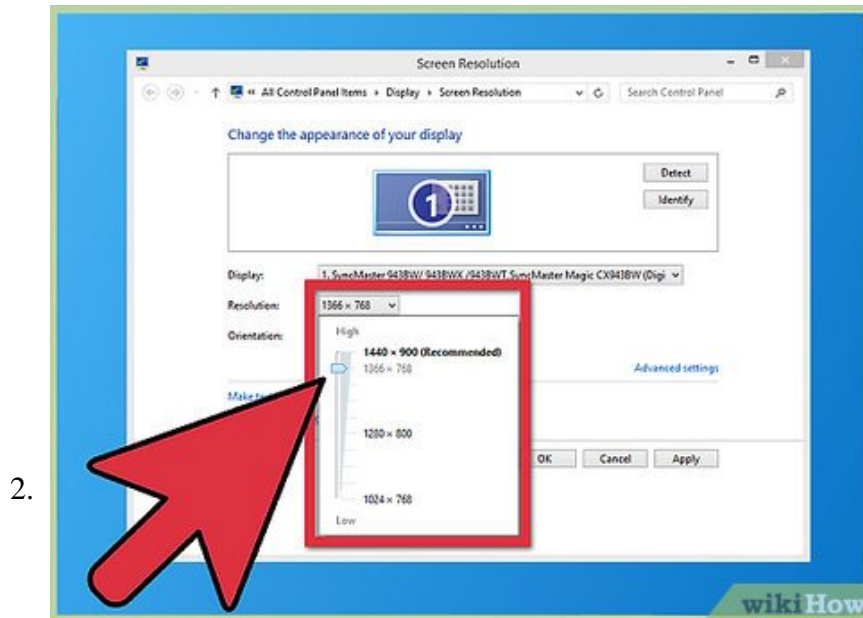 Screen Resolution
« All Control Panel Items ▸ Display ▸ Screen Resolution
Search Control Panel
Change the appearance of your display
1
Detect
Identify
Display:
1. SyncMaster 943BW/ 943BWX /943BWT,SyncMaster Magic CX943BW (Digi
Resolution:
1366 × 768
Orientation:
High
1440 × 900 (Recommended)
1366 × 768
Advanced settings
Make
1280 × 800
OK Cancel Apply
2.
1024 × 768
Low
wikiHow